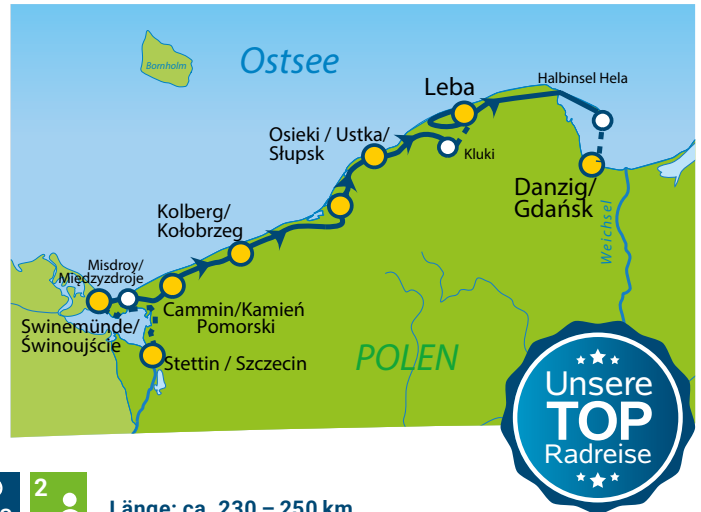 Bornholm
Ostsee
Leba
Halbinsel Hela
Osieki / Ustka/
Słupsk
Kluki
Danzig/
Gdańsk
Weichsel
Kolberg/
Kołobrzeg
Misdroy/
Międzyzdroje
Cammin/Kamień
Pomorski
Swinemünde/
Świnoujście
Stettin / Szczecin
POLEN
Unsere
TOP
Radreise
2
Länge: ca. 230 – 250 km